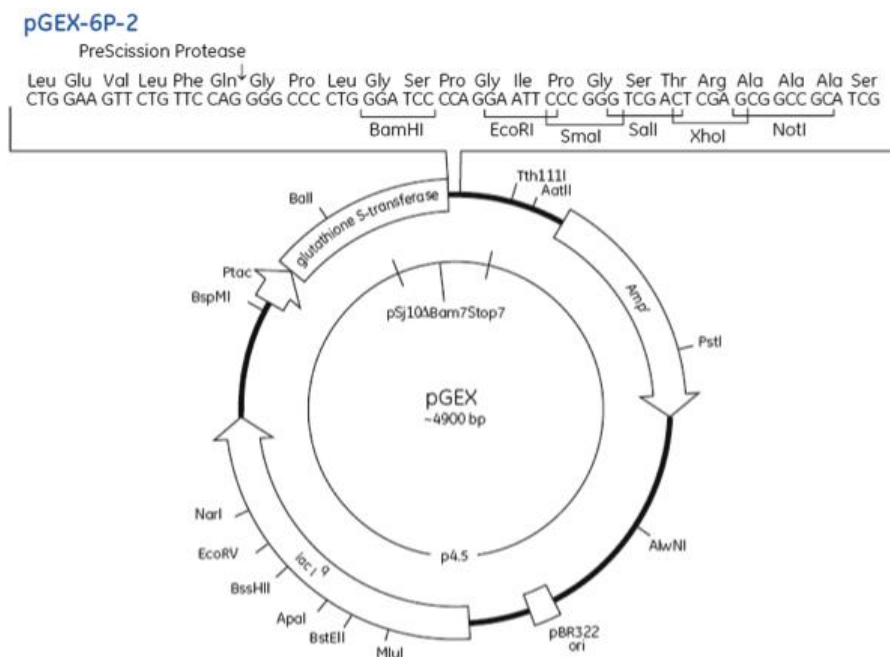 pGEX-6P-2
PreScission Protease
Leu Glu Val Leu Phe Gln Gly Pro Leu Gly Ser Pro Gly Ile Pro Gly Ser Thr Arg Ala Ala Ala Ser
CTG GAA GTT CTG TTC CAG GGG CCC CTG GGA TCC CCA GGA ATT CCC GGG TCG ACT CGA GCG GCC GCA TCG
BamHI EcoRI SmaI SalI XhoI NotI
Tth111I
AatII
BalI
glutathione S-transferase
Ptac
BspMI
Ampʳ
pSj10ΔBam7Stop7
PstI
pGEX
~4900 bp
NarI
EcoRV
BssHII
ApaI
BstEII
MluI
lac I q
p4.5
AlwNI
pBR322
ori